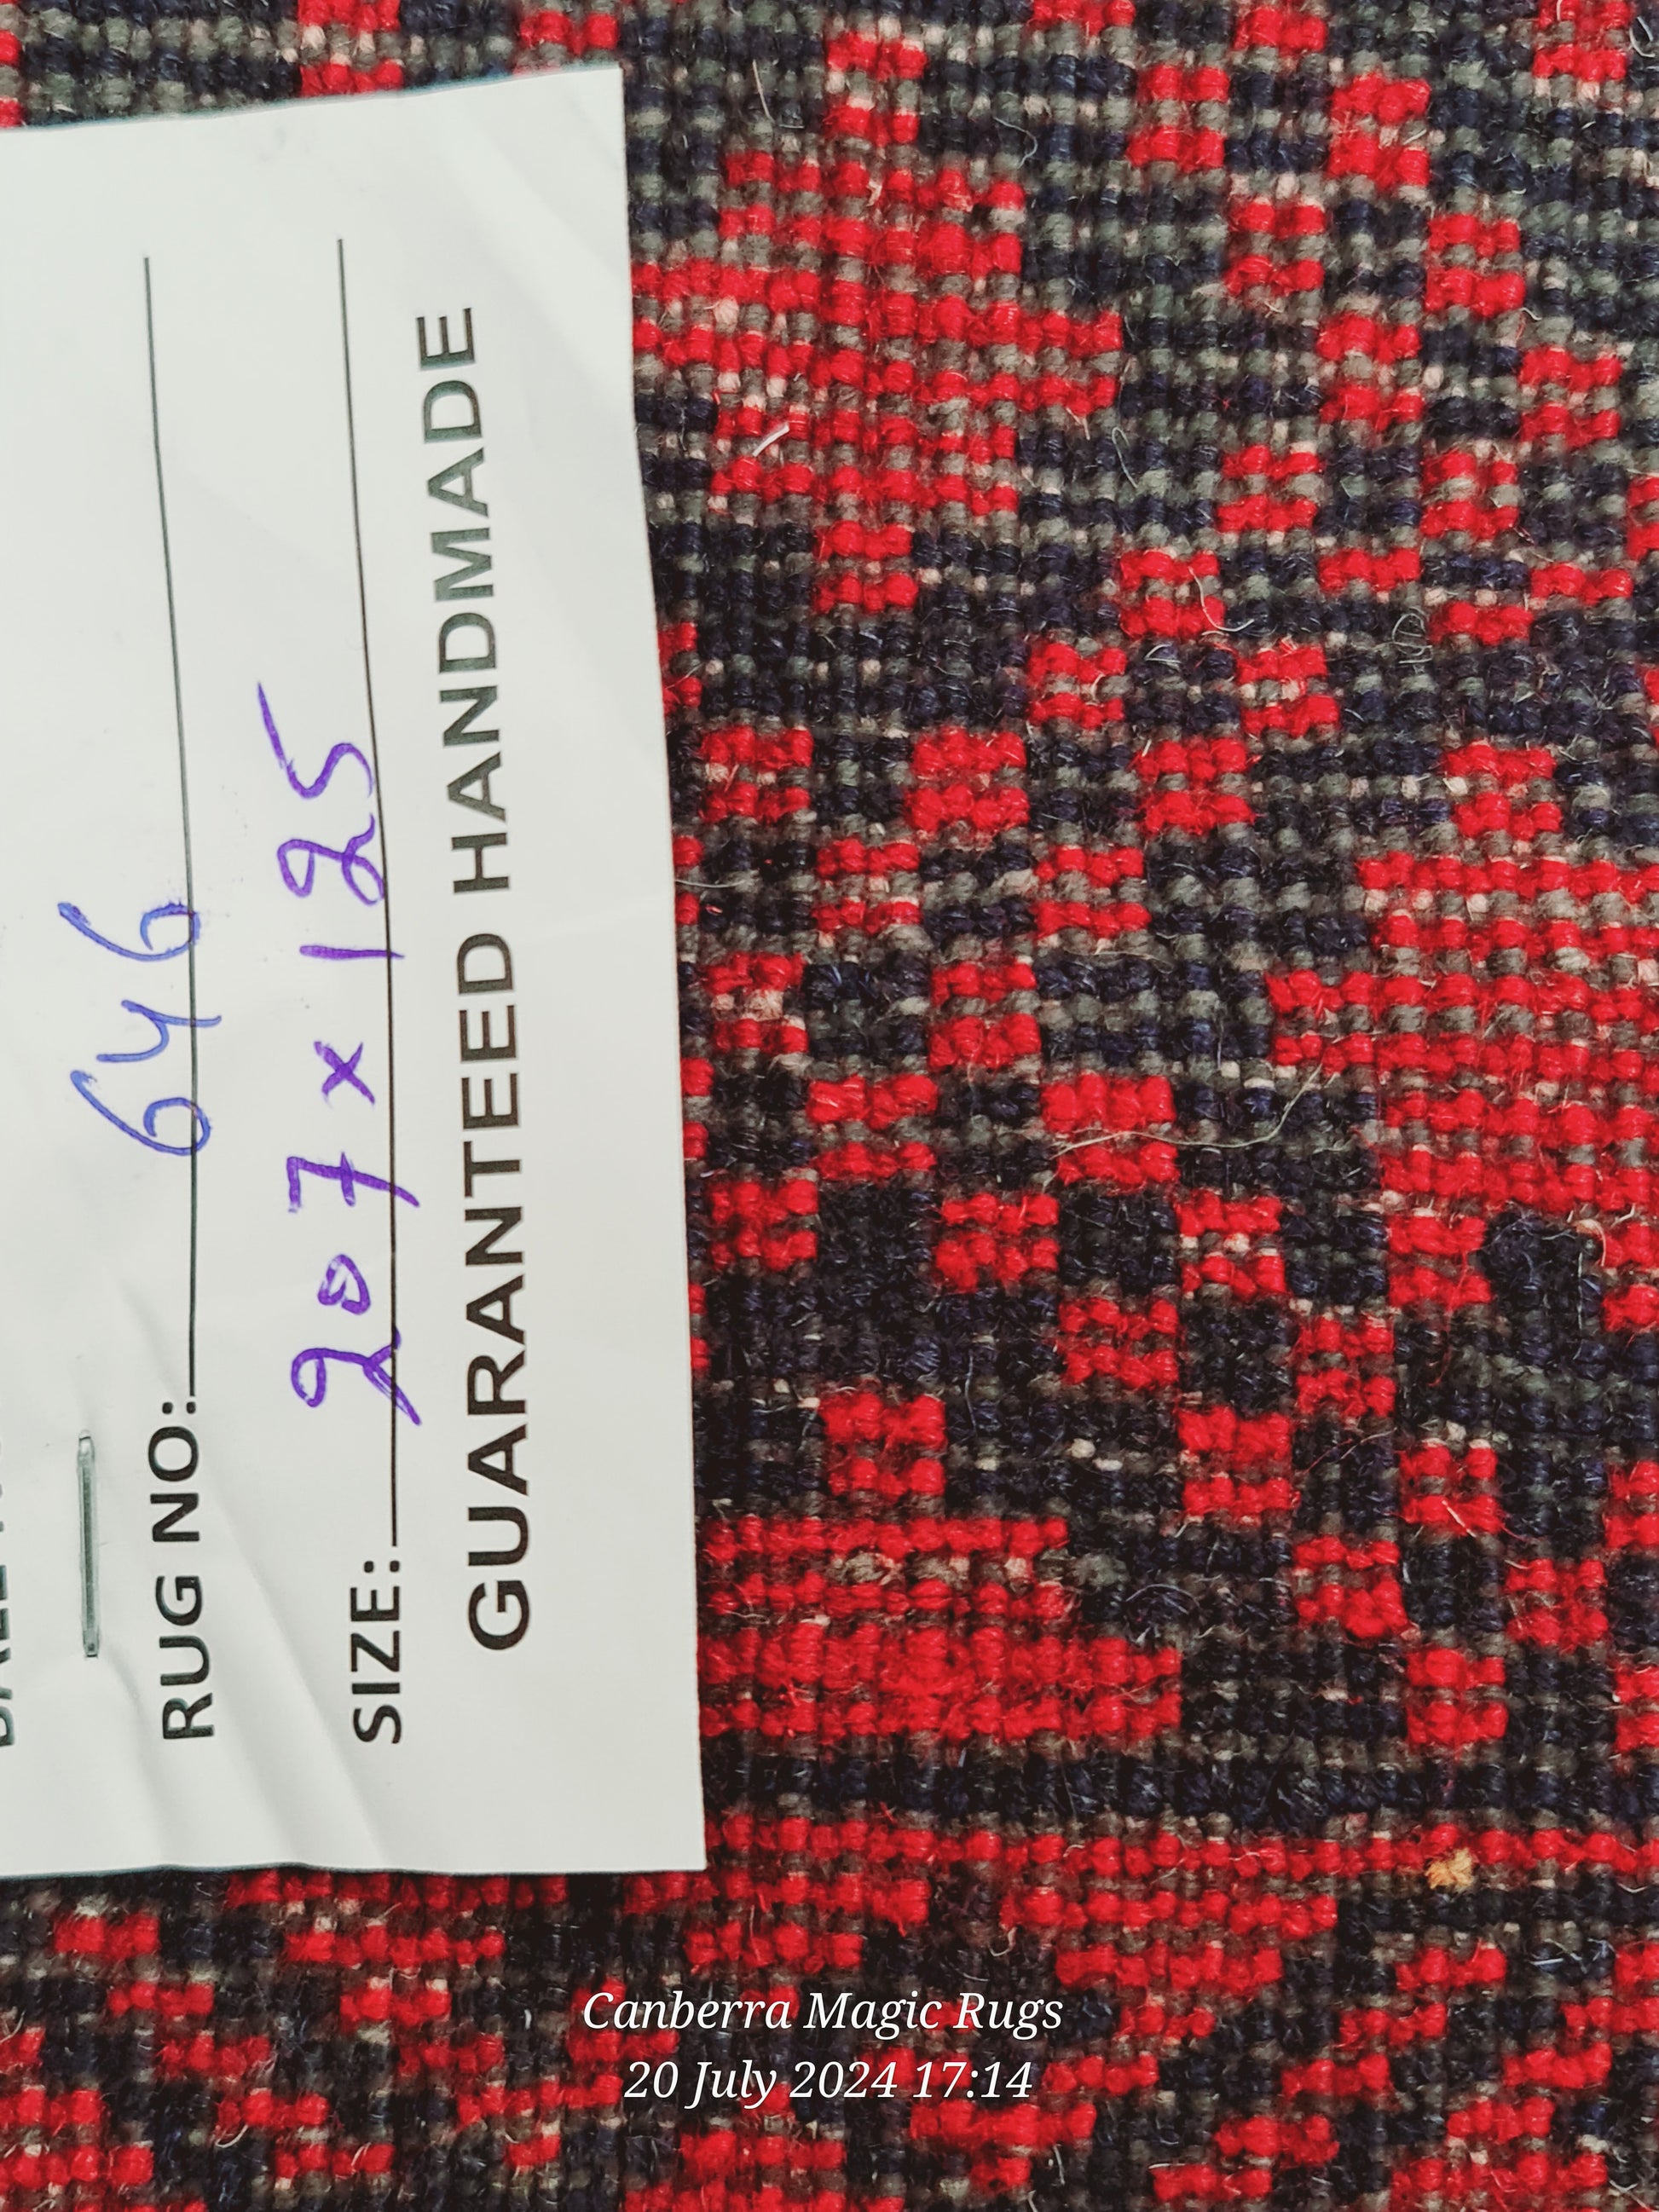 RUG NO: 646
SIZE: 207 x 125
GUARANTEED HANDMADE
Canberra Magic Rugs
20 July 2024 17:14